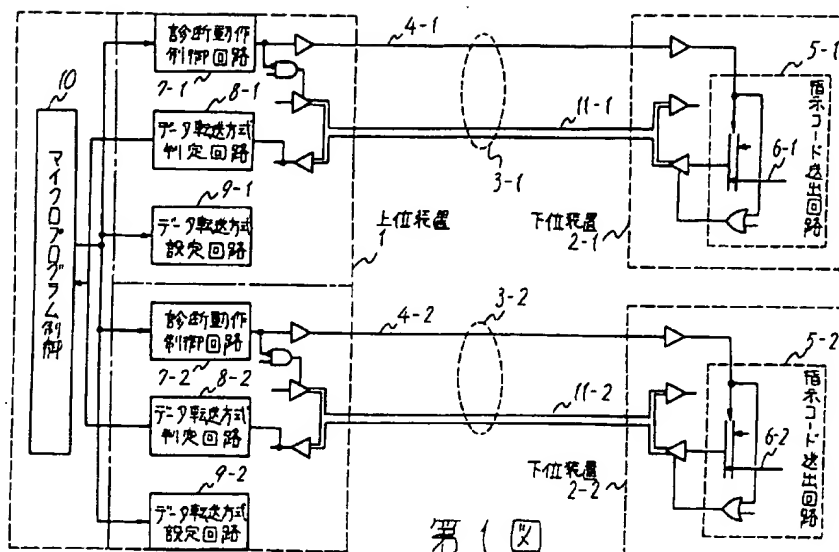 10
マイクロプログラム制御
診断動作
制御回路
7-1
8-1
データ転送方式
判定回路
9-1
データ転送方式
設定回路
上位装置
1
4-1
3-1
11-1
下位装置
2-1
5-1
6-1
指示コード送出回路
診断動作
制御回路
7-2
8-2
データ転送方式
判定回路
9-2
データ転送方式
設定回路
4-2
3-2
11-2
下位装置
2-2
5-2
6-2
指示コード送出回路
第1図